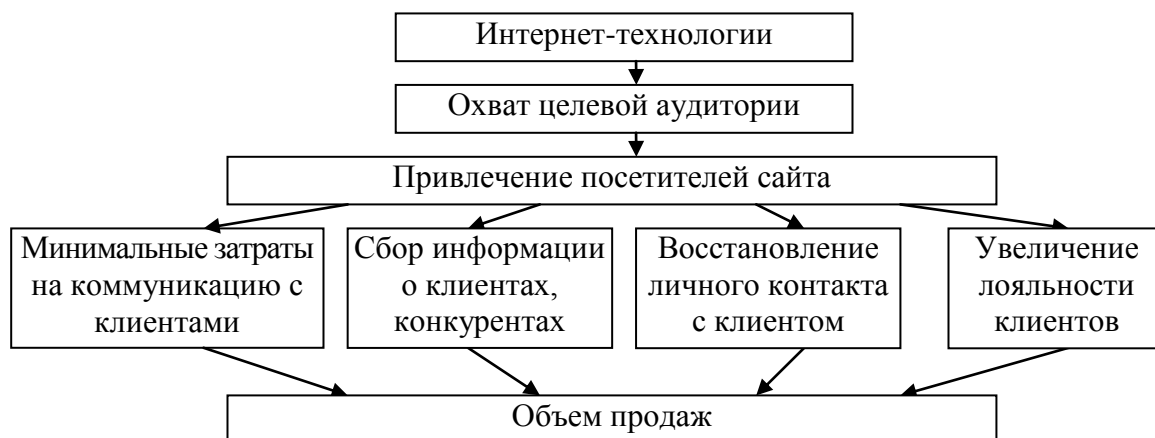 Интернет-технологии
Охват целевой аудитории
Привлечение посетителей сайта
Минимальные затраты
на коммуникацию с
клиентами
Сбор информации
о клиентах,
конкурентах
Восстановление
личного контакта
с клиентом
Увеличение
лояльности
клиентов
Объем продаж